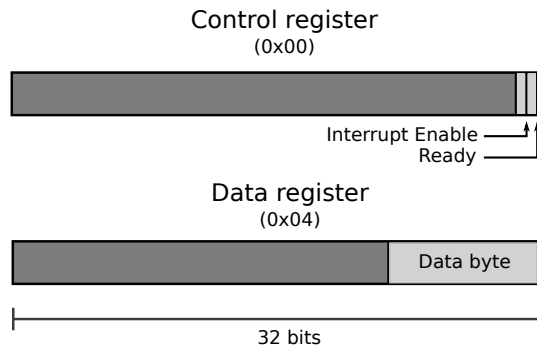 Control register
(0x00)
Interrupt Enable
Ready
Data register
(0x04)
Data byte
32 bits